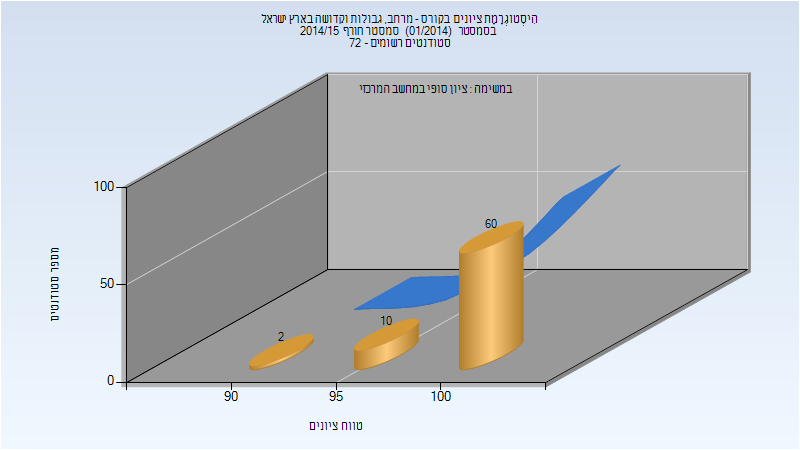 היסטוגרמת ציונים בקורס - מרחב, גבולות וקדושה בארץ ישראל
בסמסטר (01/2014) סמסטר חורף 2014/15
סטודנטים רשומים - 72
במשימה : ציון סופי במחשב המרכזי
מספר סטודנטים
100
50
0
2
10
60
90
95
100
טווח ציונים